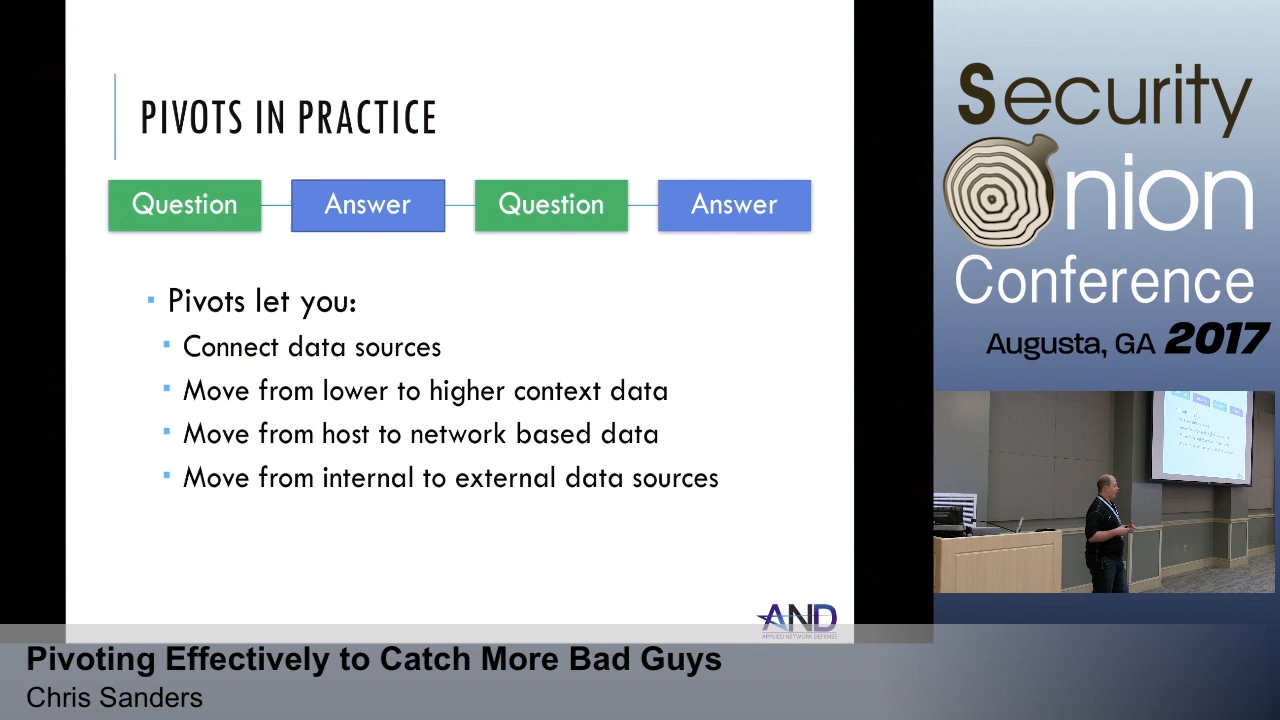 PIVOTS IN PRACTICE
Question
Answer
Question
Answer
Pivots let you:
Connect data sources
Move from lower to higher context data
Move from host to network based data
Move from internal to external data sources
AND
APPLIED NETWORK DEFENSE
Pivoting Effectively to Catch More Bad Guys
Chris Sanders
Security
Onion
Conference
Augusta, GA 2017